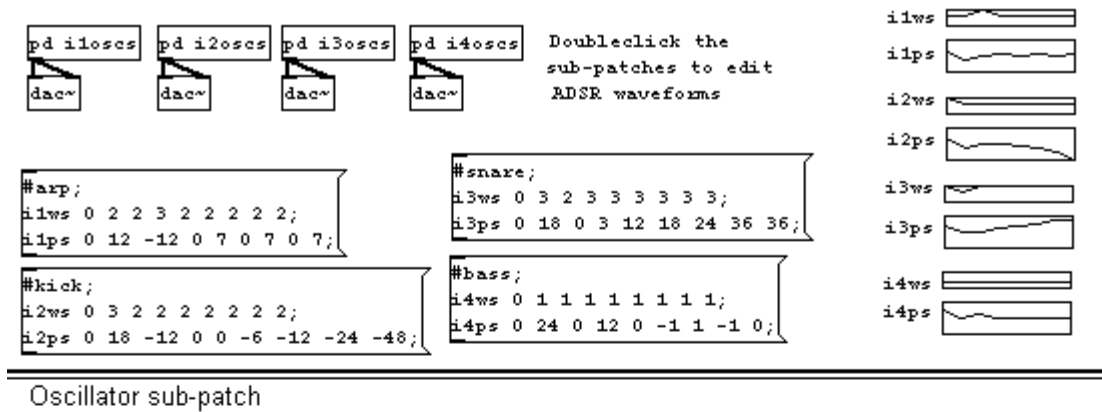 pd i1oscs pd i2oscs pd i3oscs pd i4oscs
dac~ dac~ dac~ dac~
Doubleclick the
sub-patches to edit
ADSR waveforms
i1ws
i1ps
i2ws
i2ps
i3ws
i3ps
i4ws
i4ps
#arp;
i1ws 0 2 2 3 2 2 2 2 2;
i1ps 0 12 -12 0 7 0 7 0 7;
#snare;
i3ws 0 3 2 3 3 3 3 3 3;
i3ps 0 18 0 3 12 18 24 36 36;
#kick;
i2ws 0 3 2 2 2 2 2 2 2;
i2ps 0 18 -12 0 0 -6 -12 -24 -48;
#bass;
i4ws 0 1 1 1 1 1 1 1 1;
i4ps 0 24 0 12 0 -1 1 -1 0;
Oscillator sub-patch